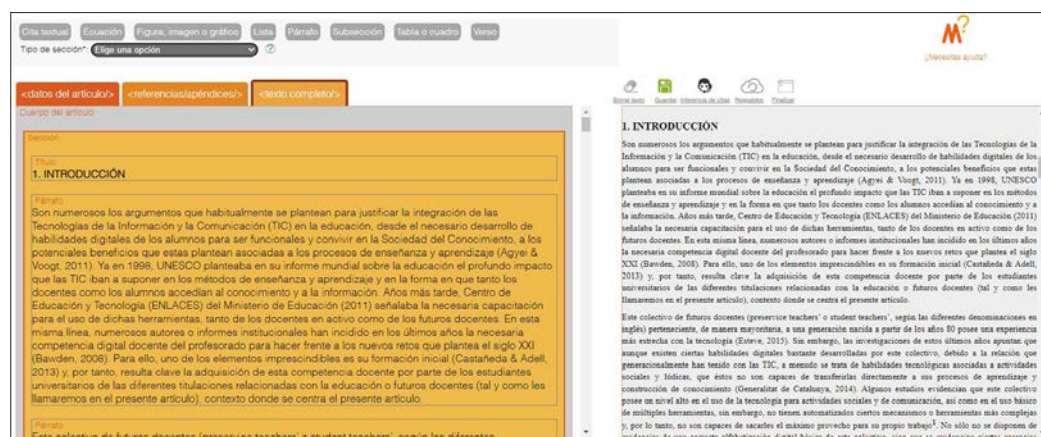 Cita textual Ecuación Figura, imagen o gráfico Lista Párrafo Subsección Tabla o cuadro Verso
Tipo de sección*: Elige una opción
¿Necesitas ayuda?
<datos del artículo/> <referencias/apéndices/> <texto completo/>
Borrar texto Guardar Inferencia de citas Respaldos Finalizar
Cuerpo del artículo
Sección
Título
1. INTRODUCCIÓN
Párrafo
Son numerosos los argumentos que habitualmente se plantean para justificar la integración de las
Tecnologías de la Información y la Comunicación (TIC) en la educación, desde el necesario desarrollo de
habilidades digitales de los alumnos para ser funcionales y convivir en la Sociedad del Conocimiento, a los
potenciales beneficios que estas plantean asociadas a los procesos de enseñanza y aprendizaje (Agyei &
Voogt, 2011). Ya en 1998, UNESCO planteaba en su informe mundial sobre la educación el profundo impacto
que las TIC iban a suponer en los métodos de enseñanza y aprendizaje y en la forma en que tanto los
docentes como los alumnos accedían al conocimiento y a la información. Años más tarde, Centro de
Educación y Tecnología (ENLACES) del Ministerio de Educación (2011) señalaba la necesaria capacitación
para el uso de dichas herramientas, tanto de los docentes en activo como de los futuros docentes. En esta
misma línea, numerosos autores o informes institucionales han incidido en los últimos años la necesaria
competencia digital docente del profesorado para hacer frente a los nuevos retos que plantea el siglo XXI
(Bawden, 2008). Para ello, uno de los elementos imprescindibles es su formación inicial (Castañeda & Adell,
2013) y, por tanto, resulta clave la adquisición de esta competencia docente por parte de los estudiantes
universitarios de las diferentes titulaciones relacionadas con la educación o futuros docentes (tal y como les
llamaremos en el presente artículo), contexto donde se centra el presente artículo.
Párrafo
Este colectivo de futuros docentes (preservice teachers' o student teachers', según las diferentes
1. INTRODUCCIÓN
Son numerosos los argumentos que habitualmente se plantean para justificar la integración de las Tecnologías de la
Información y la Comunicación (TIC) en la educación, desde el necesario desarrollo de habilidades digitales de los
alumnos para ser funcionales y convivir en la Sociedad del Conocimiento, a los potenciales beneficios que estas
plantean asociadas a los procesos de enseñanza y aprendizaje (Agyei & Voogt, 2011). Ya en 1998, UNESCO
planteaba en su informe mundial sobre la educación el profundo impacto que las TIC iban a suponer en los métodos
de enseñanza y aprendizaje y en la forma en que tanto los docentes como los alumnos accedían al conocimiento y a
la información. Años más tarde, Centro de Educación y Tecnología (ENLACES) del Ministerio de Educación (2011)
señalaba la necesaria capacitación para el uso de dichas herramientas, tanto de los docentes en activo como de los
futuros docentes. En esta misma línea, numerosos autores o informes institucionales han incidido en los últimos años
la necesaria competencia digital docente del profesorado para hacer frente a los nuevos retos que plantea el siglo
XXI (Bawden, 2008). Para ello, uno de los elementos imprescindibles es su formación inicial (Castañeda & Adell,
2013) y, por tanto, resulta clave la adquisición de esta competencia docente por parte de los estudiantes
universitarios de las diferentes titulaciones relacionadas con la educación o futuros docentes (tal y como les
llamaremos en el presente artículo), contexto donde se centra el presente artículo.
Este colectivo de futuros docentes (preservice teachers' o student teachers', según las diferentes denominaciones en
inglés) perteneciente, de manera mayoritaria, a una generación nacida a partir de los años 80 posee una experiencia
más estrecha con la tecnología (Esteve, 2015). Sin embargo, las investigaciones de estos últimos años apuntan que
aunque existen ciertas habilidades digitales bastante desarrolladas por este colectivo, debido a la relación que
generacionalmente han tenido con las TIC, a menudo se trata de habilidades tecnológicas asociadas a actividades
sociales y lúdicas, que éstos no son capaces de transferirlas directamente a sus procesos de aprendizaje y
construcción de conocimiento (Generalitat de Catalunya, 2014). Algunos estudios evidencian que este colectivo
posee un nivel alto en el uso de la tecnología para actividades sociales y de comunicación, así como en el uso básico
de múltiples herramientas, sin embargo, no tienen automatizados ciertos mecanismos o herramientas más complejas
y, por lo tanto, no son capaces de sacarles el máximo provecho para su propio trabajo¹. No sólo no se disponen de